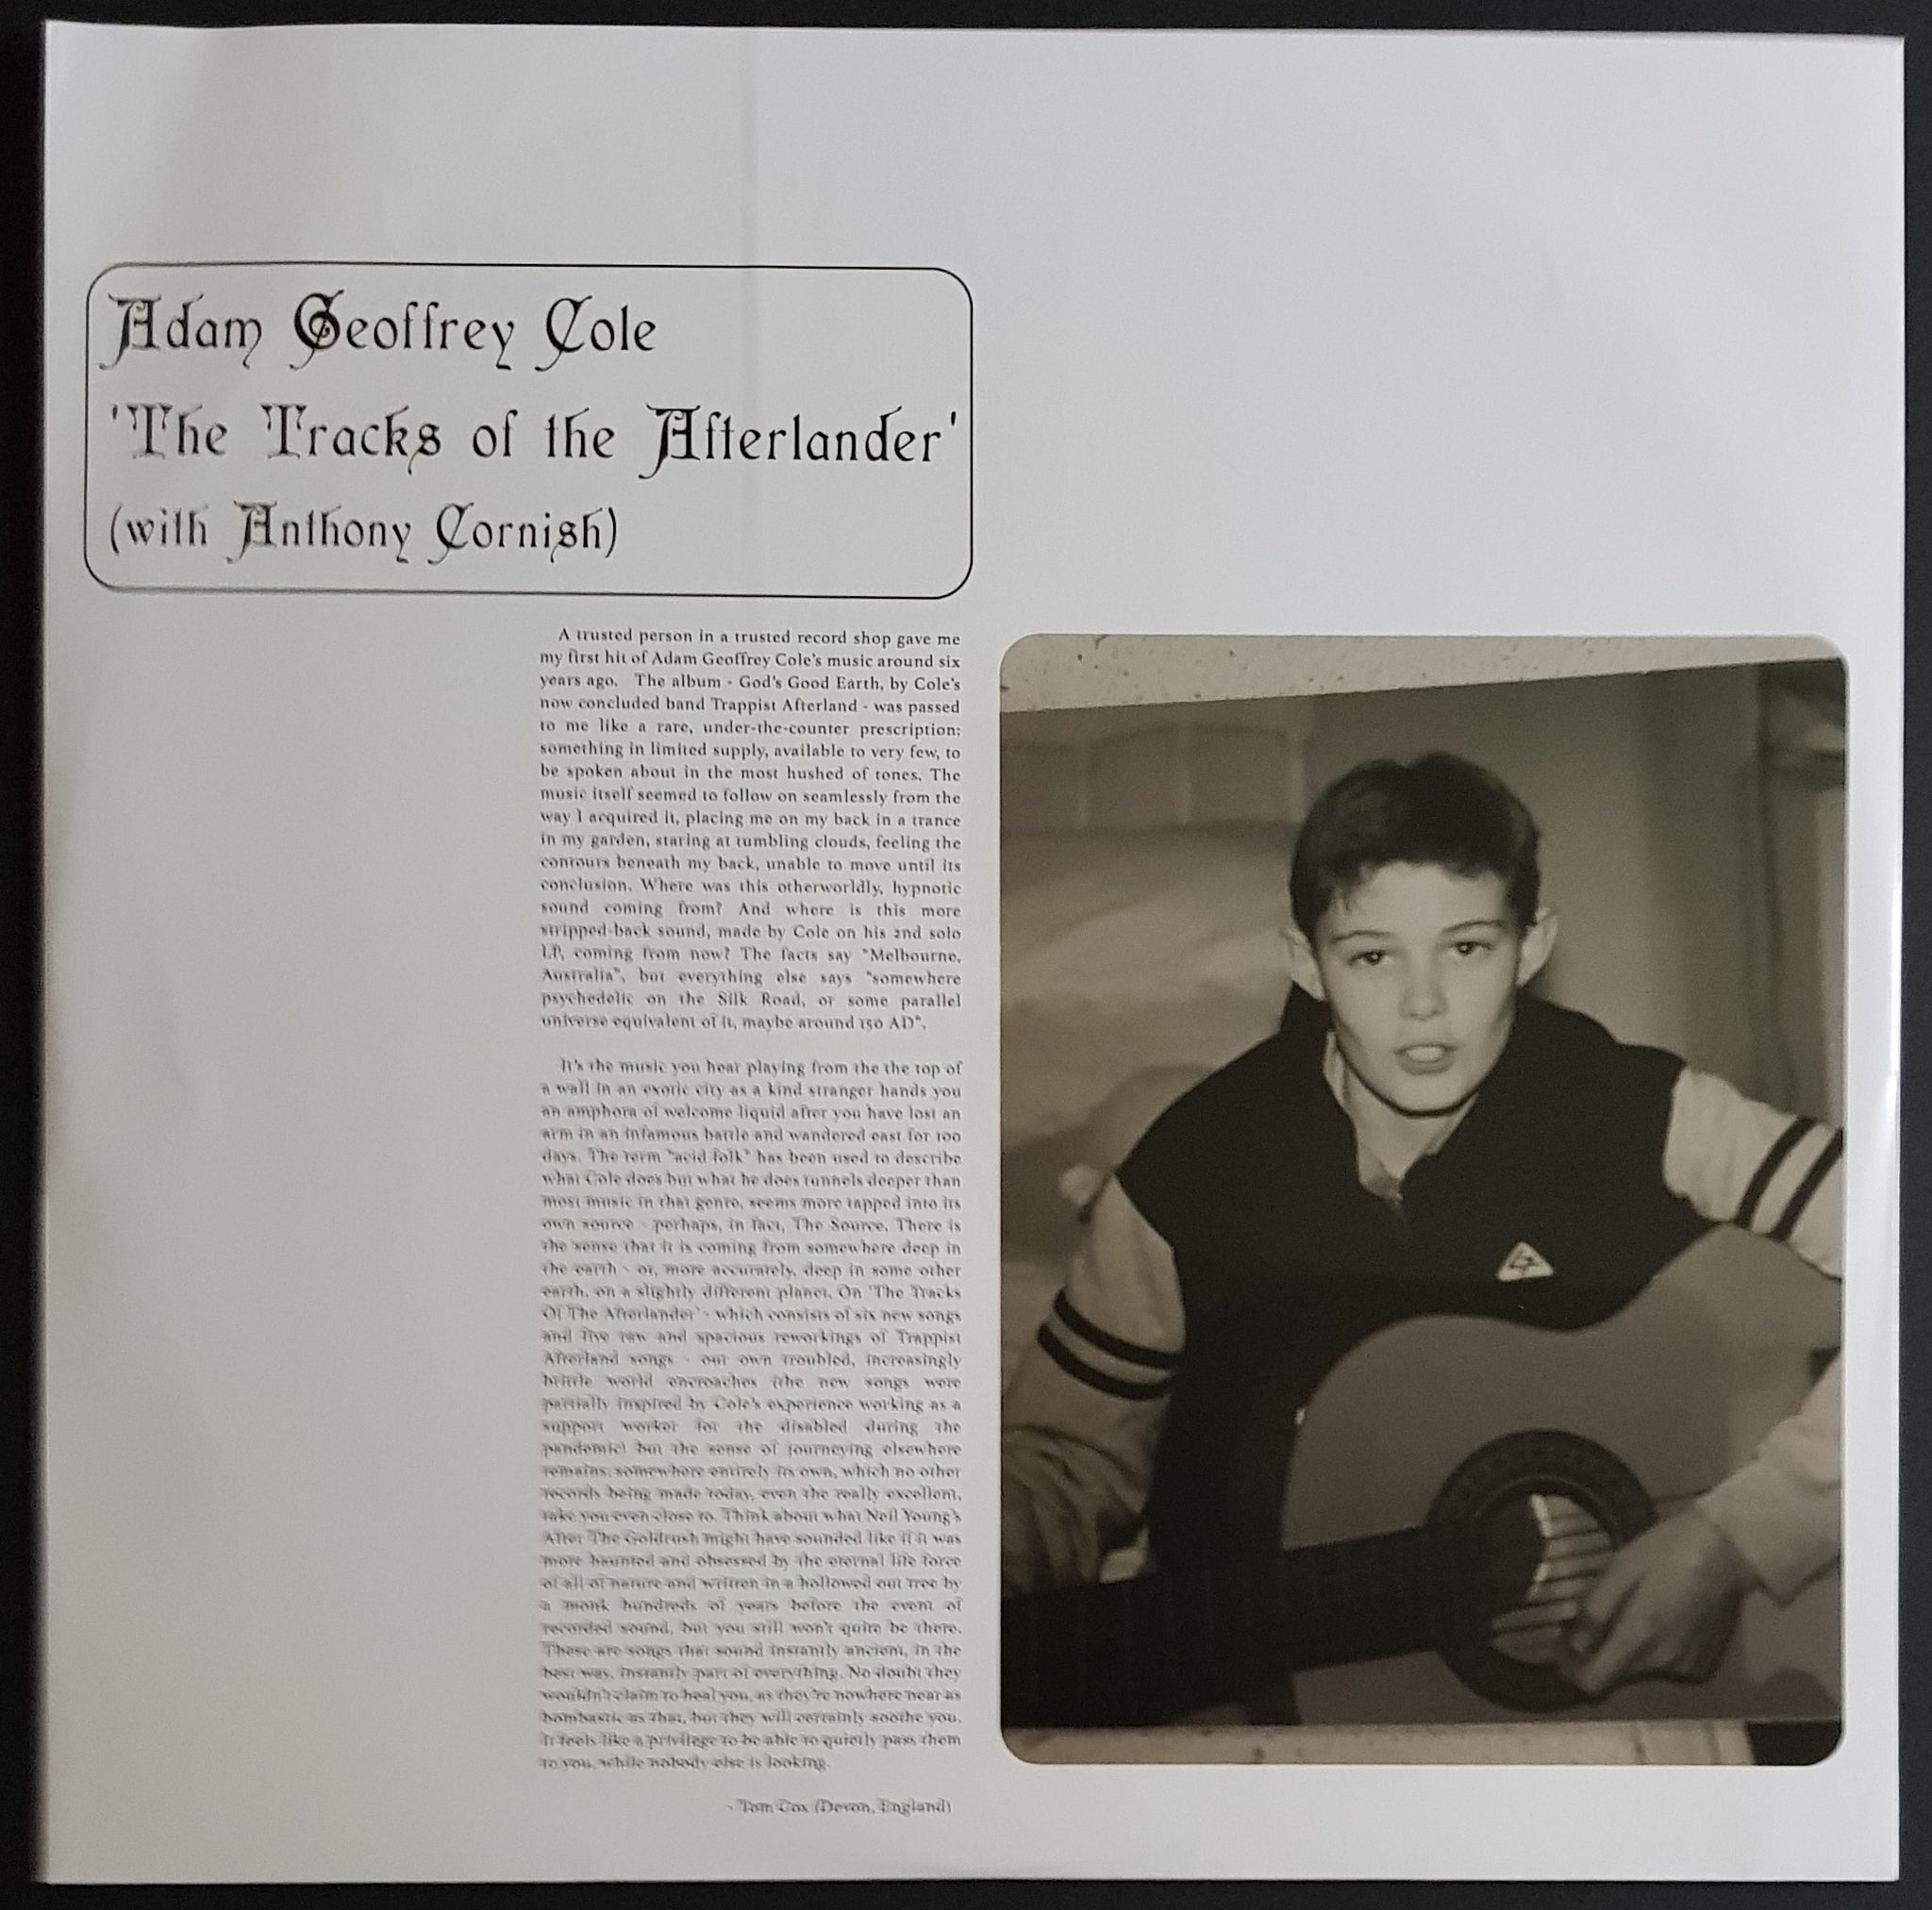 Adam Geoffrey Cole
'The Tracks of the Afterlander'
(with Anthony Cornish)
A trusted person in a trusted record shop gave me
my first hit of Adam Geoffrey Cole's music around six
years ago. The album - God's Good Earth, by Cole's
now concluded band Trappist Afterland - was passed
to me like a rare, under-the-counter prescription:
something in limited supply, available to very few, to
be spoken about in the most hushed of tones. The
music itself seemed to follow on seamlessly from the
way I acquired it, placing me on my back in a trance
in my garden, staring at tumbling clouds, feeling the
contours beneath my back, unable to move until its
conclusion. Where was this otherworldly, hypnotic
sound coming from? And where is this more
stripped-back sound, made by Cole on his 2nd solo
LP, coming from now? The facts say "Melbourne,
Australia", but everything else says "somewhere
psychedelic on the Silk Road, or some parallel
universe equivalent of it, maybe around 150 AD".
It's the music you hear playing from the the top of
a wall in an exotic city as a kind stranger hands you
an amphora of welcome liquid after you have lost an
arm in an infamous battle and wandered east for 100
days. The term "acid folk" has been used to describe
what Cole does but what he does tunnels deeper than
most music in that genre, seems more tapped into its
own source - perhaps, in fact, The Source. There is
the sense that it is coming from somewhere deep in
the earth - or, more accurately, deep in some other
earth, on a slightly different planet. On 'The Tracks
Of The Afterlander' - which consists of six new songs
and five raw and spacious reworkings of Trappist
Afterland songs - our own troubled, increasingly
brittle world encroaches (the new songs were
partially inspired by Cole's experience working as a
support worker for the disabled during the
pandemic) but the sense of journeying elsewhere
remains: somewhere entirely its own, which no other
records being made today, even the really excellent,
take you even close to. Think about what Neil Young's
After The Goldrush might have sounded like if it was
more haunted and obsessed by the eternal life force
of all of nature and written in a hollowed out tree by
a monk hundreds of years before the event of
recorded sound, but you still won't quite be there.
These are songs that sound instantly ancient, in the
best way, instantly part of everything. No doubt they
wouldn't claim to heal you, as they're nowhere near as
bombastic as that, but they will certainly soothe you.
It feels like a privilege to be able to quietly pass them
to you, while nobody else is looking.
- Tom Cox (Devon, England)